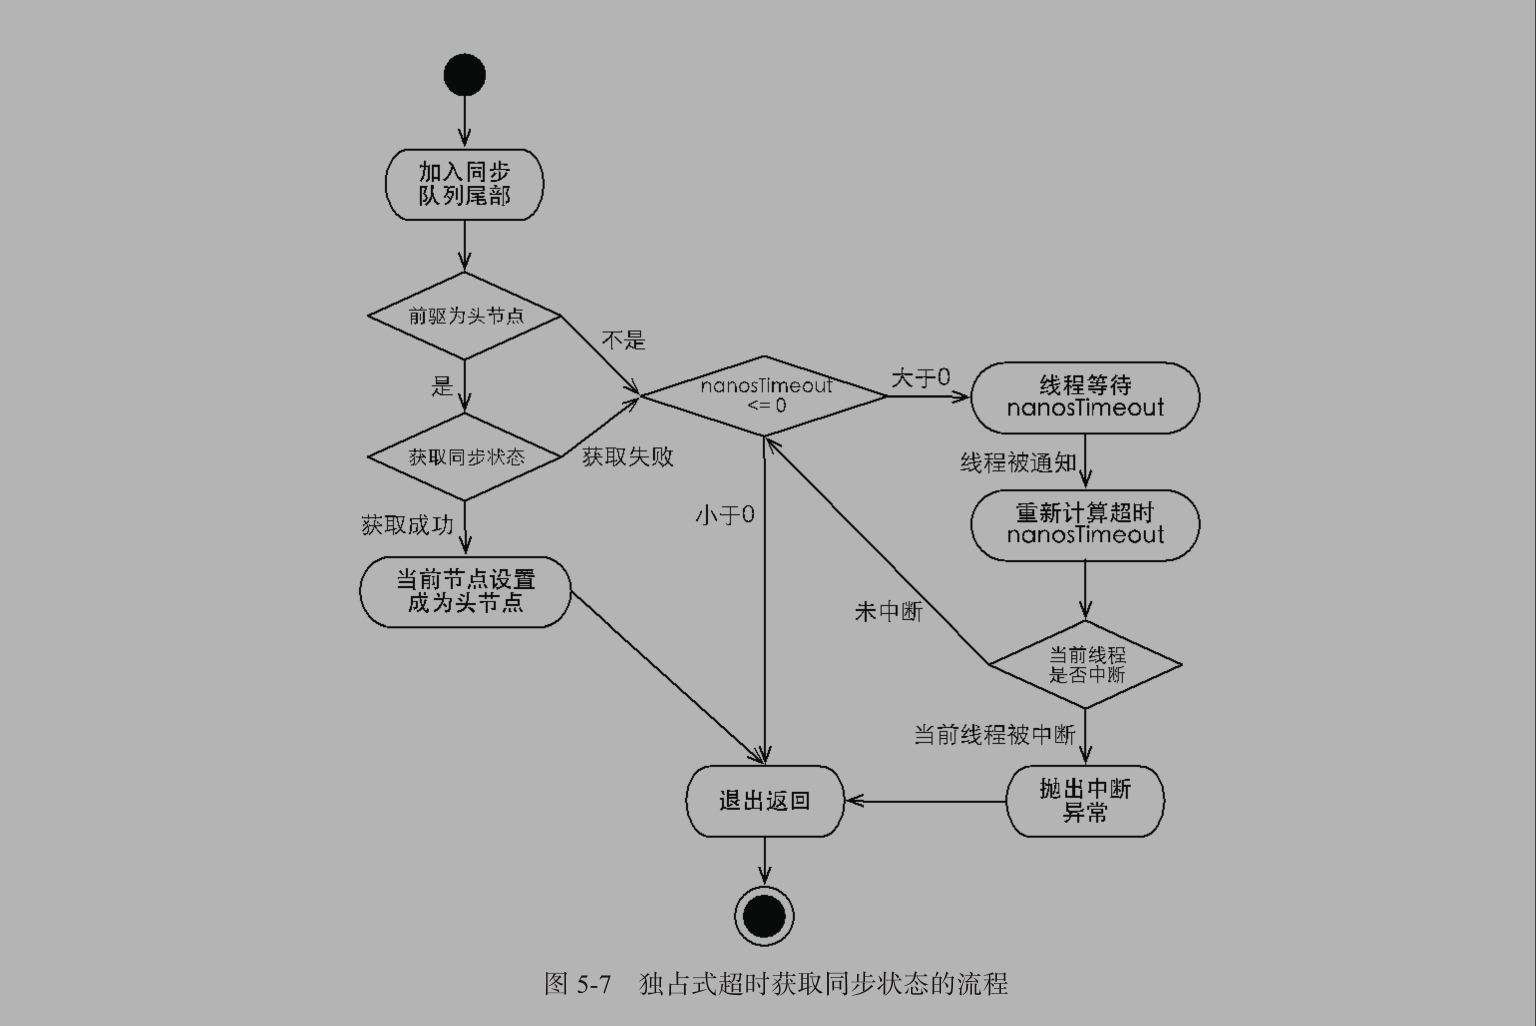 加入同步
队列尾部
前驱为头节点
不是
是
nanosTimeout
<= 0
大于0
线程等待
nanosTimeout
获取同步状态
获取失败
线程被通知
获取成功
小于0
重新计算超时
nanosTimeout
当前节点设置
成为头节点
未中断
当前线程
是否中断
当前线程被中断
退出返回
抛出中断
异常
图 5-7 独占式超时获取同步状态的流程